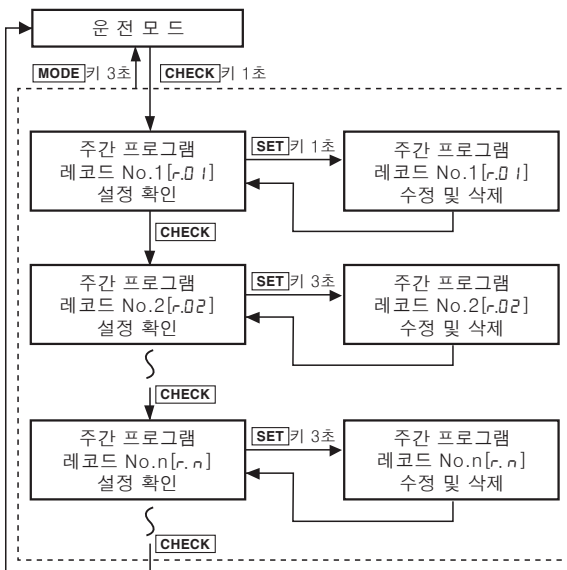 운 전 모 드
MODE 키 3초
CHECK 키 1초
주간 프로그램
레코드 No.1[r.01]
설정 확인
SET 키 1초
주간 프로그램
레코드 No.1[r.01]
수정 및 삭제
CHECK
주간 프로그램
레코드 No.2[r.02]
설정 확인
SET 키 3초
주간 프로그램
레코드 No.2[r.02]
수정 및 삭제
CHECK
주간 프로그램
레코드 No.n[r. n]
설정 확인
SET 키 3초
주간 프로그램
레코드 No.n[r. n]
수정 및 삭제
CHECK